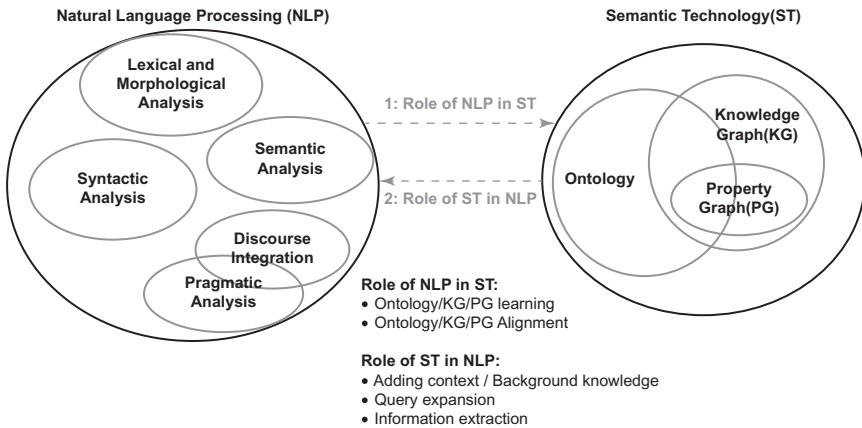 Natural Language Processing (NLP)
Semantic Technology(ST)
Lexical and
Morphological
Analysis
Semantic
Analysis
Syntactic
Analysis
Discourse
Integration
Pragmatic
Analysis
1: Role of NLP in ST
2: Role of ST in NLP
Ontology
Knowledge
Graph(KG)
Property
Graph(PG)
Role of NLP in ST:
• Ontology/KG/PG learning
• Ontology/KG/PG Alignment
Role of ST in NLP:
• Adding context / Background knowledge
• Query expansion
• Information extraction